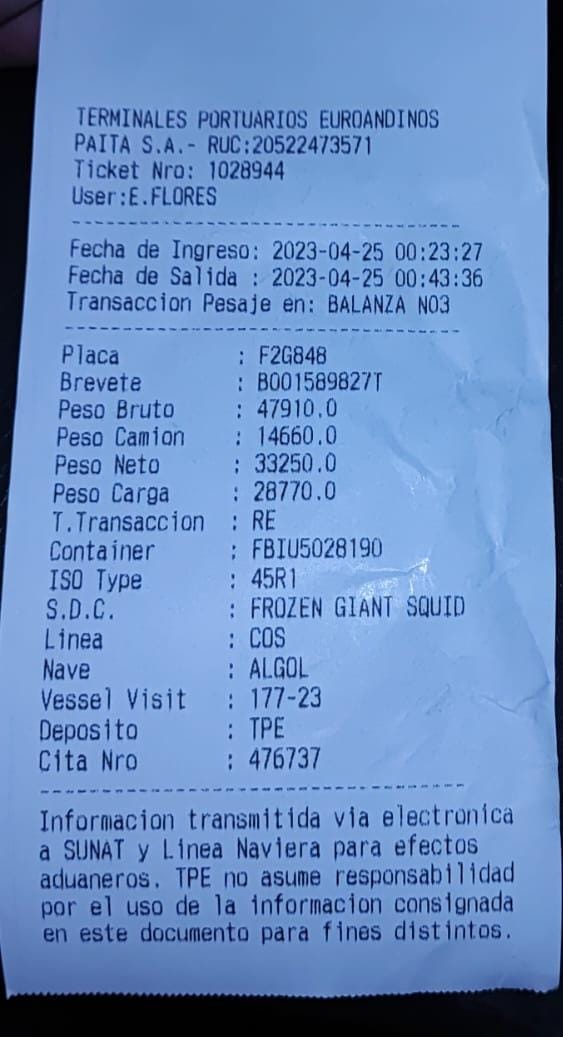 TERMINALES PORTUARIOS EUROANDINOS
PAITA S.A.- RUC:20522473571
Ticket Nro: 1028944
User:E.FLORES
Fecha de Ingreso: 2023-04-25 00:23:27
Fecha de Salida : 2023-04-25 00:43:36
Transaccion Pesaje en: BALANZA NO3
Placa : F2G848
Brevete : B001589827T
Peso Bruto : 47910.0
Peso Camion : 14660.0
Peso Neto : 33250.0
Peso Carga : 28770.0
T.Transaccion : RE
Container : FBIU5028190
ISO Type : 45R1
S.D.C. : FROZEN GIANT SQUID
Linea : COS
Nave : ALGOL
Vessel Visit : 177-23
Deposito : TPE
Cita Nro : 476737
Informacion transmitida via electronica
a SUNAT y Linea Naviera para efectos
aduaneros. TPE no asume responsabilidad
por el uso de la informacion consignada
en este documento para fines distintos.